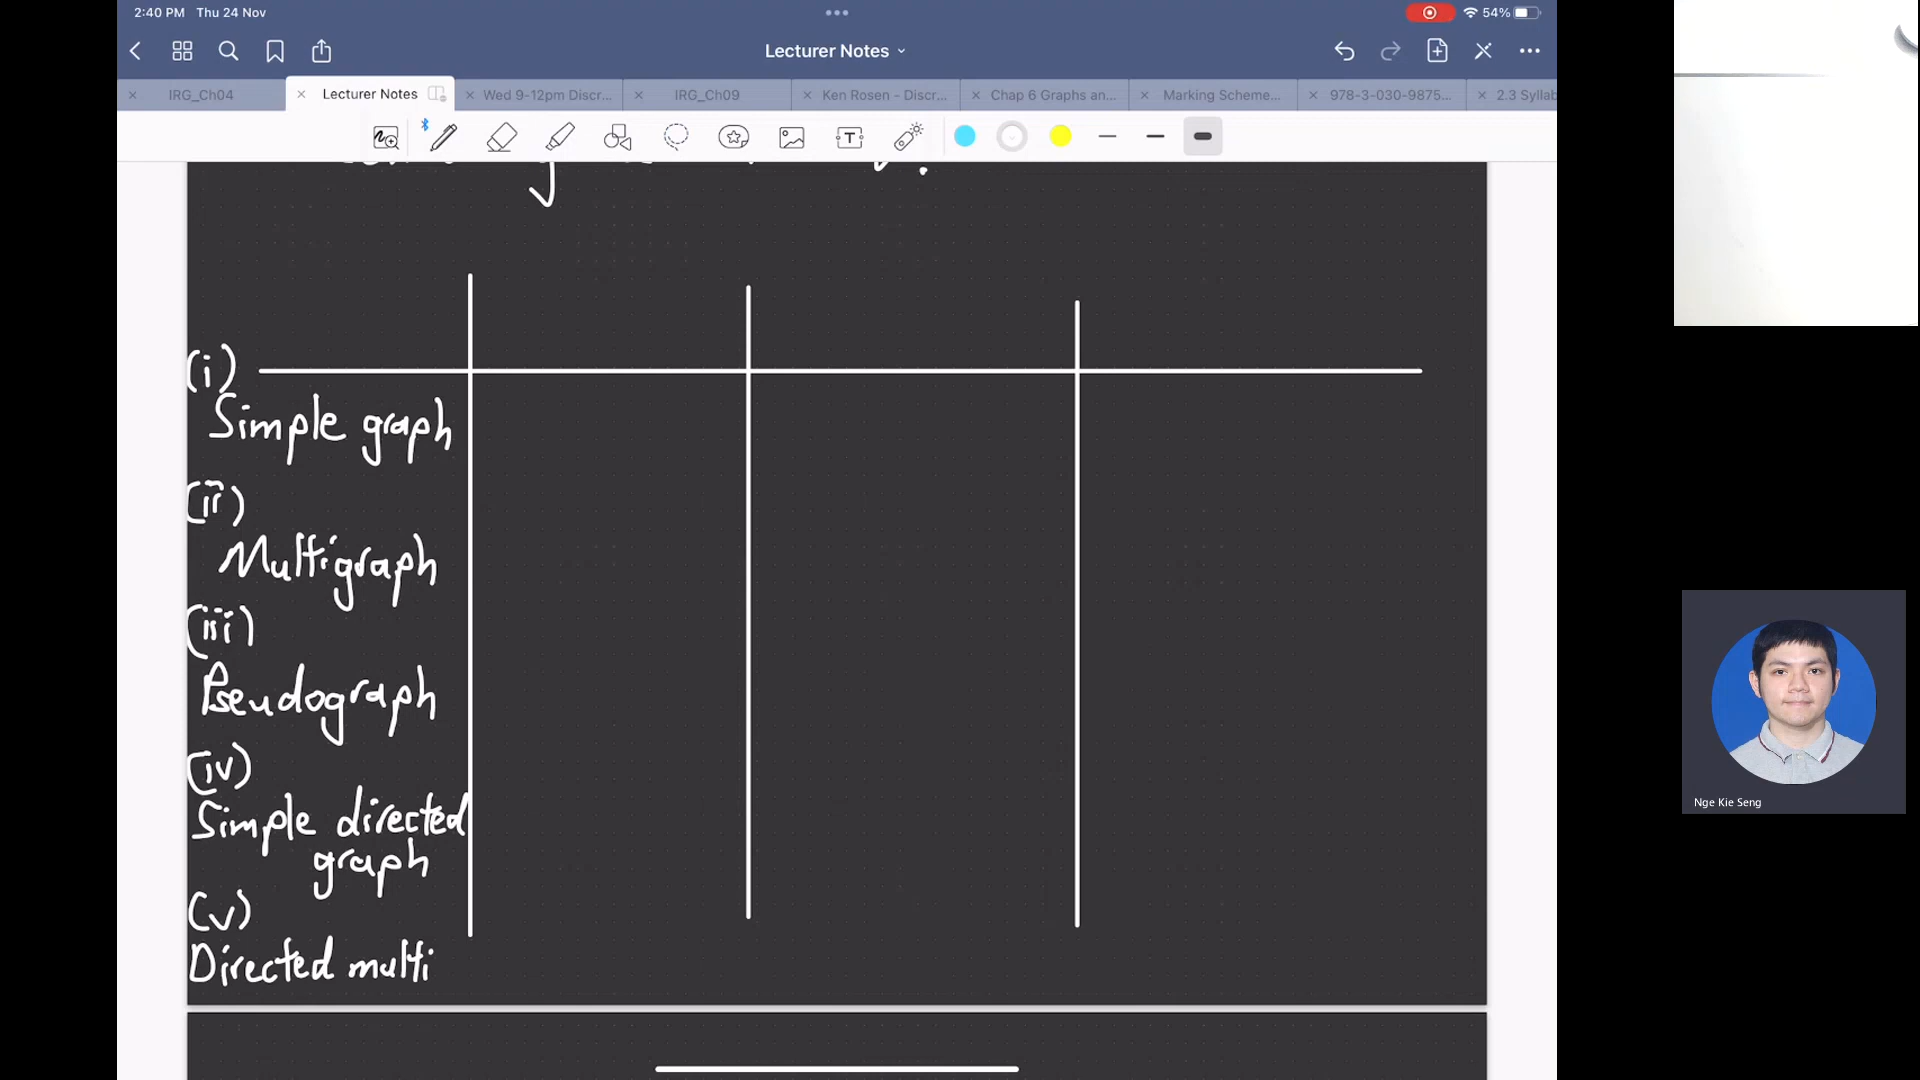 2:40 PM Thu 24 Nov
54%
Lecturer Notes
IRG_Ch04
Lecturer Notes
Wed 9-12pm Discr...
IRG_Ch09
Ken Rosen - Discr...
Chap 6 Graphs an...
Marking Scheme...
978-3-030-9875...
2.3 Syllab
(i)
Simple graph
(ii)
Multigraph
(iii)
Pseudograph
(iv)
Simple directed
graph
(v)
Directed multi
Nge Kie Seng